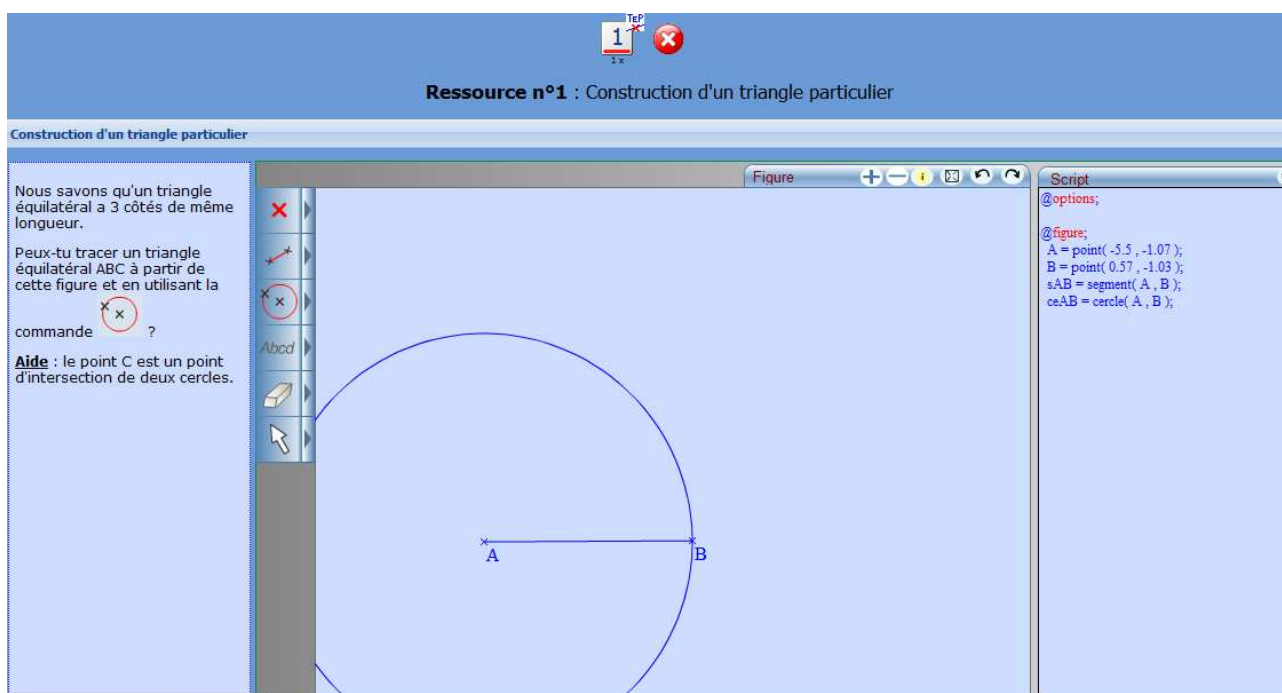 TEP
1
1 x
Ressource n°1 : Construction d'un triangle particulier
Construction d'un triangle particulier
Nous savons qu'un triangle
équilatéral a 3 côtés de même
longueur.
Peux-tu tracer un triangle
équilatéral ABC à partir de
cette figure et en utilisant la
commande ?
Aide : le point C est un point
d'intersection de deux cercles.
Figure
i
Abcd
A
B
Script
@options;
@figure;
A = point( -5.5 , -1.07 );
B = point( 0.57 , -1.03 );
sAB = segment( A , B );
ceAB = cercle( A , B );